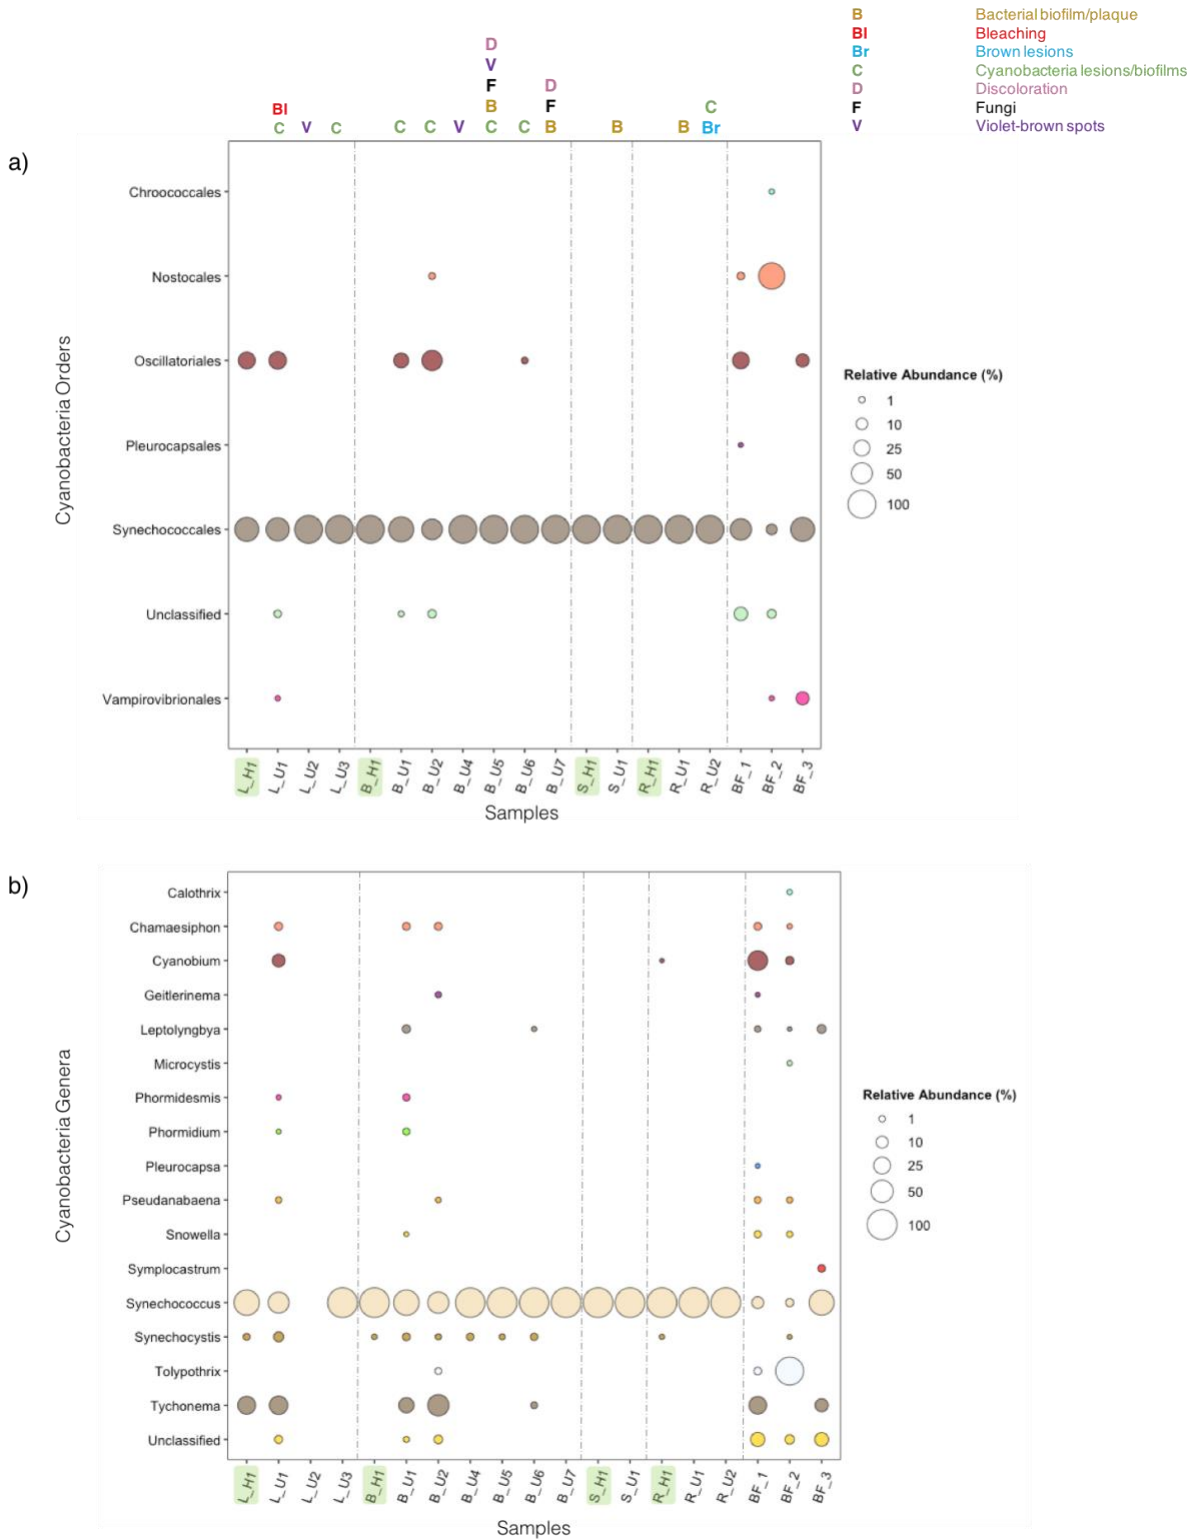 B Bacterial biofilm/plaque
Bl Bleaching
Br Brown lesions
C Cyanobacteria lesions/biofilms
D Discoloration
F Fungi
V Violet-brown spots
D
V
F D
B F C
Bl
C V C C C V C C B B B Br
a)
Cyanobacteria Orders
Chroococcales
Nostocales
Oscillatoriales
Pleurocapsales
Synechococcales
Unclassified
Vampirovibrionales
L_H1 L_U1 L_U2 L_U3 B_H1 B_U1 B_U2 B_U4 B_U5 B_U6 B_U7 S_H1 S_U1 R_H1 R_U1 R_U2 BF_1 BF_2 BF_3
Samples
Relative Abundance (%)
1
10
25
50
100
b)
Cyanobacteria Genera
Calothrix
Chamaesiphon
Cyanobium
Geitlerinema
Leptolyngbya
Microcystis
Phormidesmis
Phormidium
Pleurocapsa
Pseudanabaena
Snowella
Symplocastrum
Synechococcus
Synechocystis
Tolypothrix
Tychonema
Unclassified
L_H1 L_U1 L_U2 L_U3 B_H1 B_U1 B_U2 B_U4 B_U5 B_U6 B_U7 S_H1 S_U1 R_H1 R_U1 R_U2 BF_1 BF_2 BF_3
Samples
Relative Abundance (%)
1
10
25
50
100